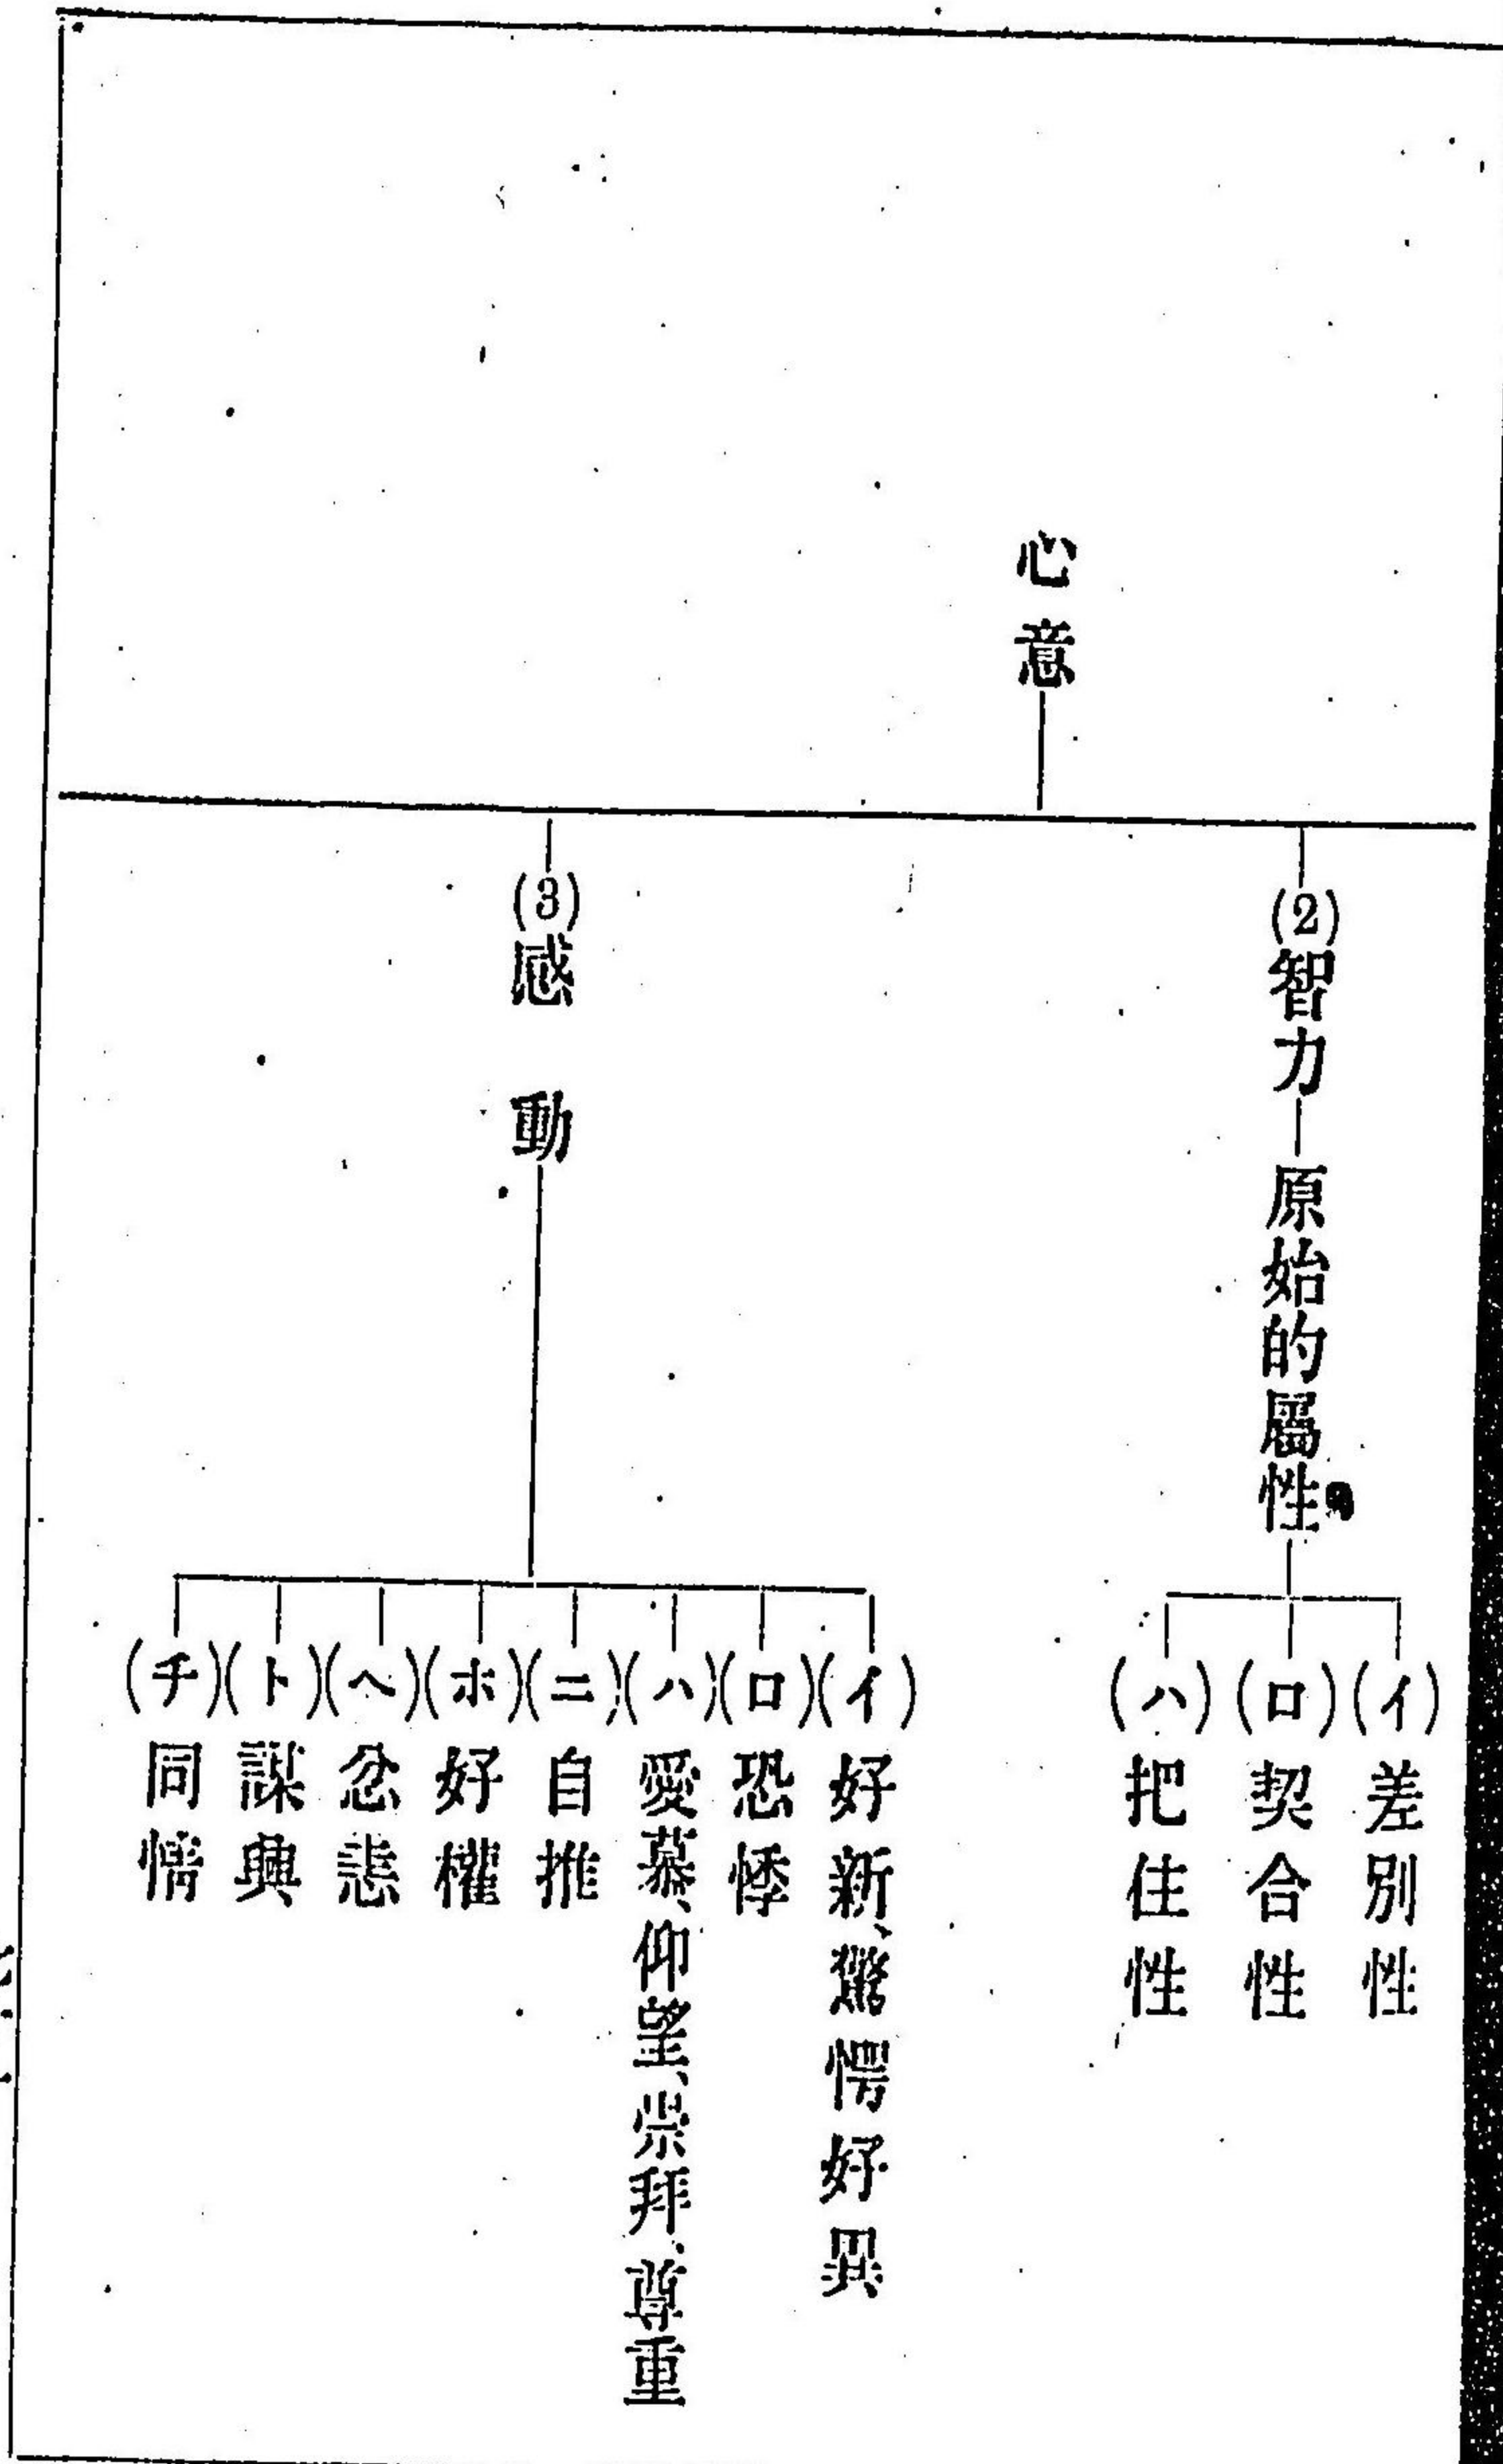 心意
(2)智力―原始的屬性
(イ)差別性
(ロ)契合性
(ハ)把住性
(3)感動
(イ)好新、驚愕好異
(ロ)恐悸
(ハ)愛慕、仰望、崇拜、尊重
(ニ)自推
(ホ)好權
(ヘ)忿恚
(ト)謀與
(チ)同情